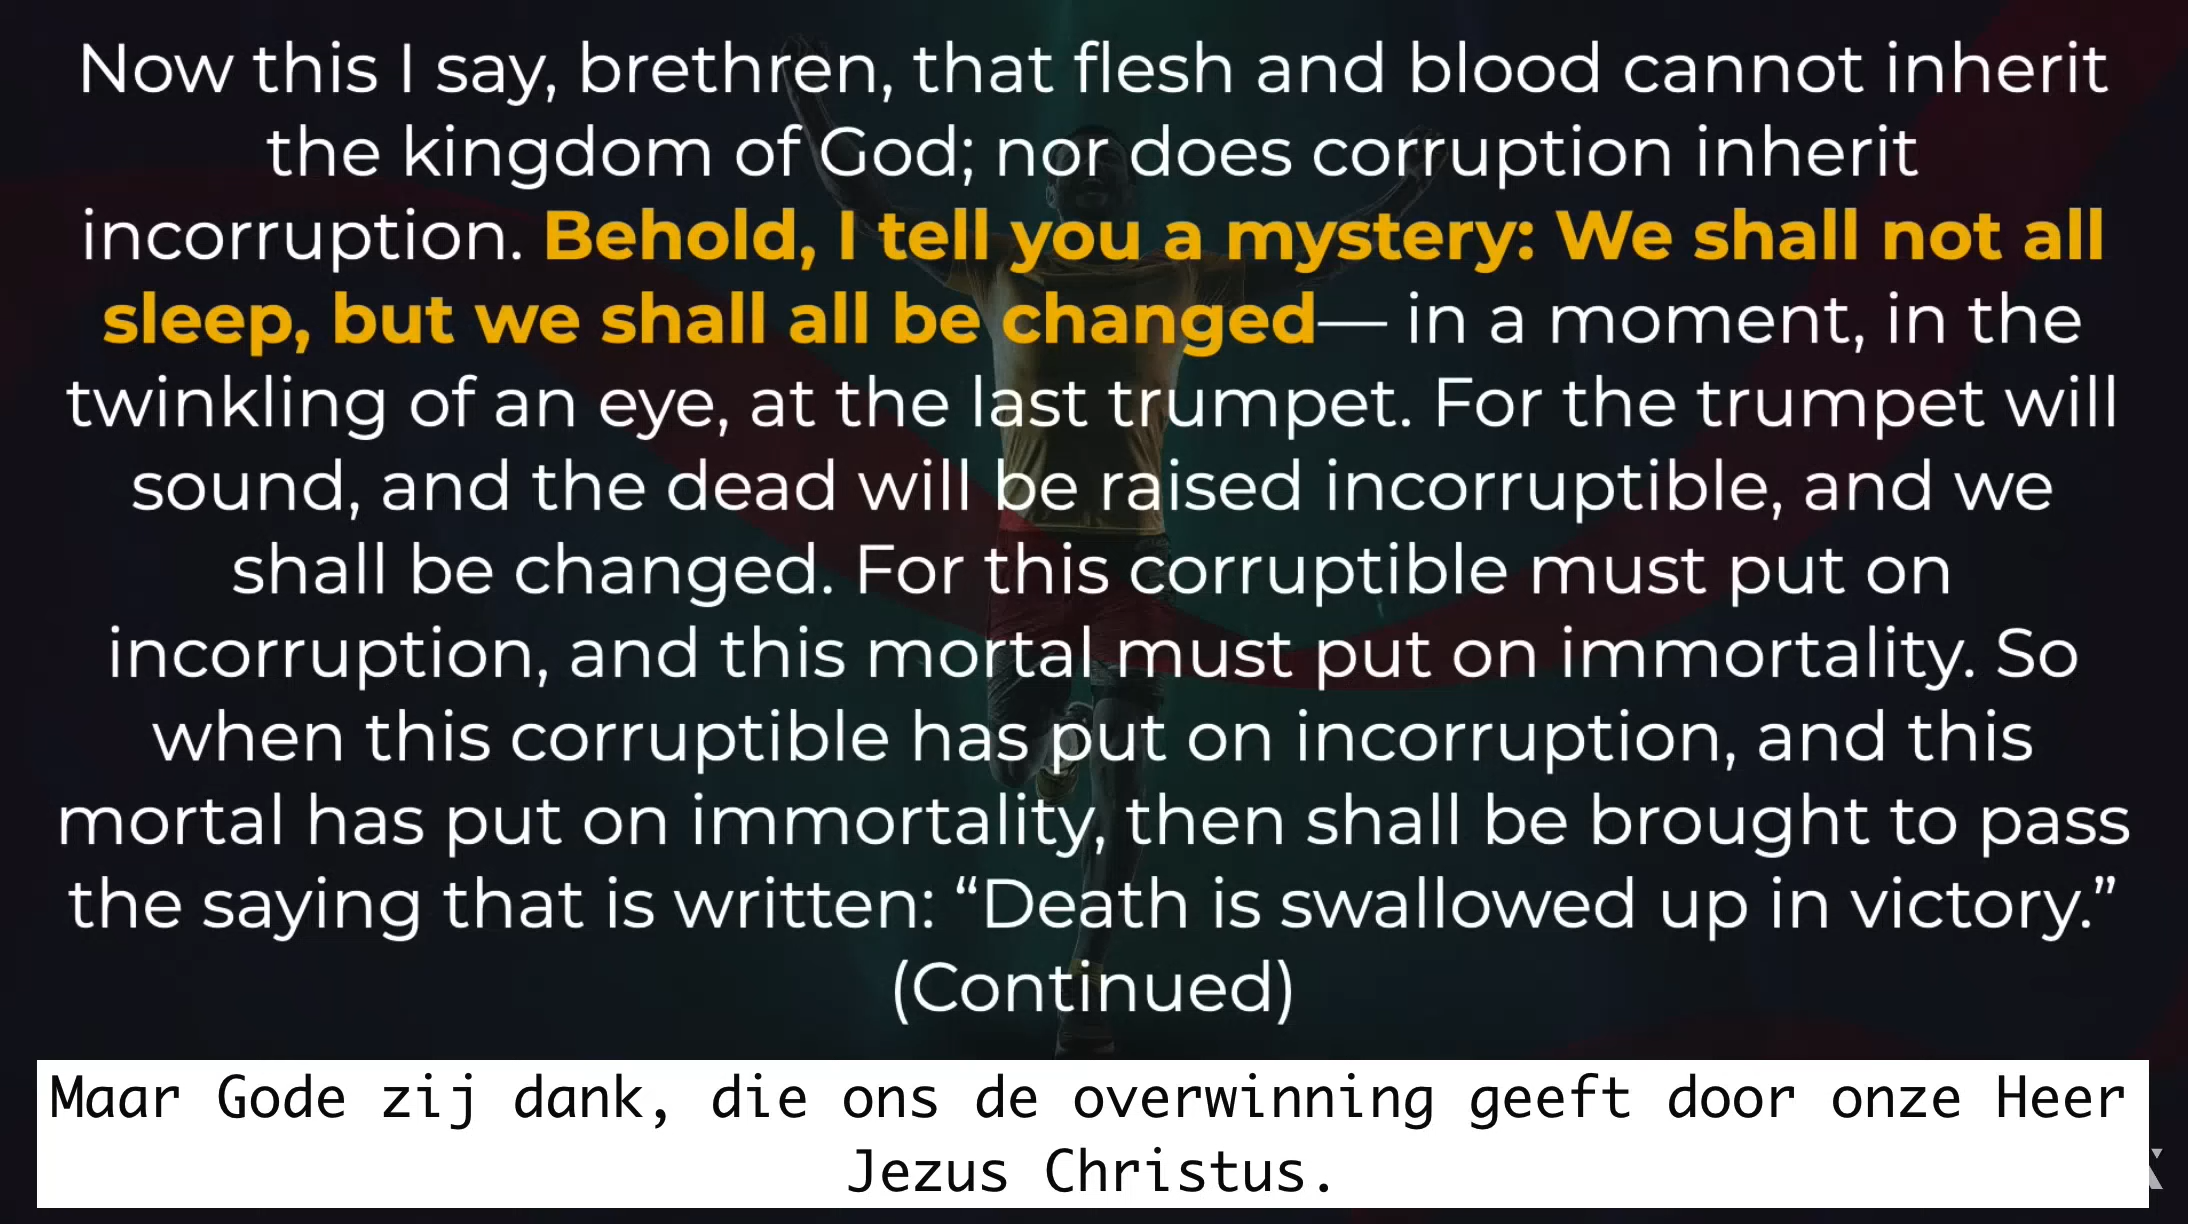 Now this I say, brethren, that flesh and blood cannot inherit
the kingdom of God; nor does corruption inherit
incorruption. Behold, I tell you a mystery: We shall not all
sleep, but we shall all be changed— in a moment, in the
twinkling of an eye, at the last trumpet. For the trumpet will
sound, and the dead will be raised incorruptible, and we
shall be changed. For this corruptible must put on
incorruption, and this mortal must put on immortality. So
when this corruptible has put on incorruption, and this
mortal has put on immortality, then shall be brought to pass
the saying that is written: “Death is swallowed up in victory.”
(Continued)
Maar Gode zij dank, die ons de overwinning geeft door onze Heer
Jezus Christus.